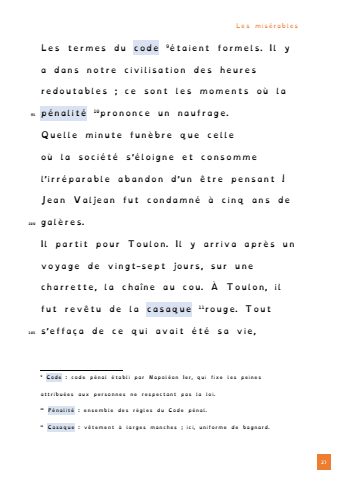 Les misérables
Les termes du code ⁹étaient formels. Il y
a dans notre civilisation des heures
redoutables ; ce sont les moments où la
95 pénalité ¹⁰prononce un naufrage.
Quelle minute funèbre que celle
où la société s'éloigne et consomme
l'irréparable abandon d'un être pensant !
Jean Valjean fut condamné à cinq ans de
100 galères.
Il partit pour Toulon. Il y arriva après un
voyage de vingt-sept jours, sur une
charrette, la chaîne au cou. À Toulon, il
fut revêtu de la casaque ¹¹rouge. Tout
105 s'effaça de ce qui avait été sa vie,
⁹ Code : code pénal établi par Napoléon Ier, qui fixe les peines
attribuées aux personnes ne respectant pas la loi.
¹⁰ Pénalité : ensemble des règles du Code pénal.
¹¹ Casaque : vêtement à larges manches ; ici, uniforme de bagnard.
21